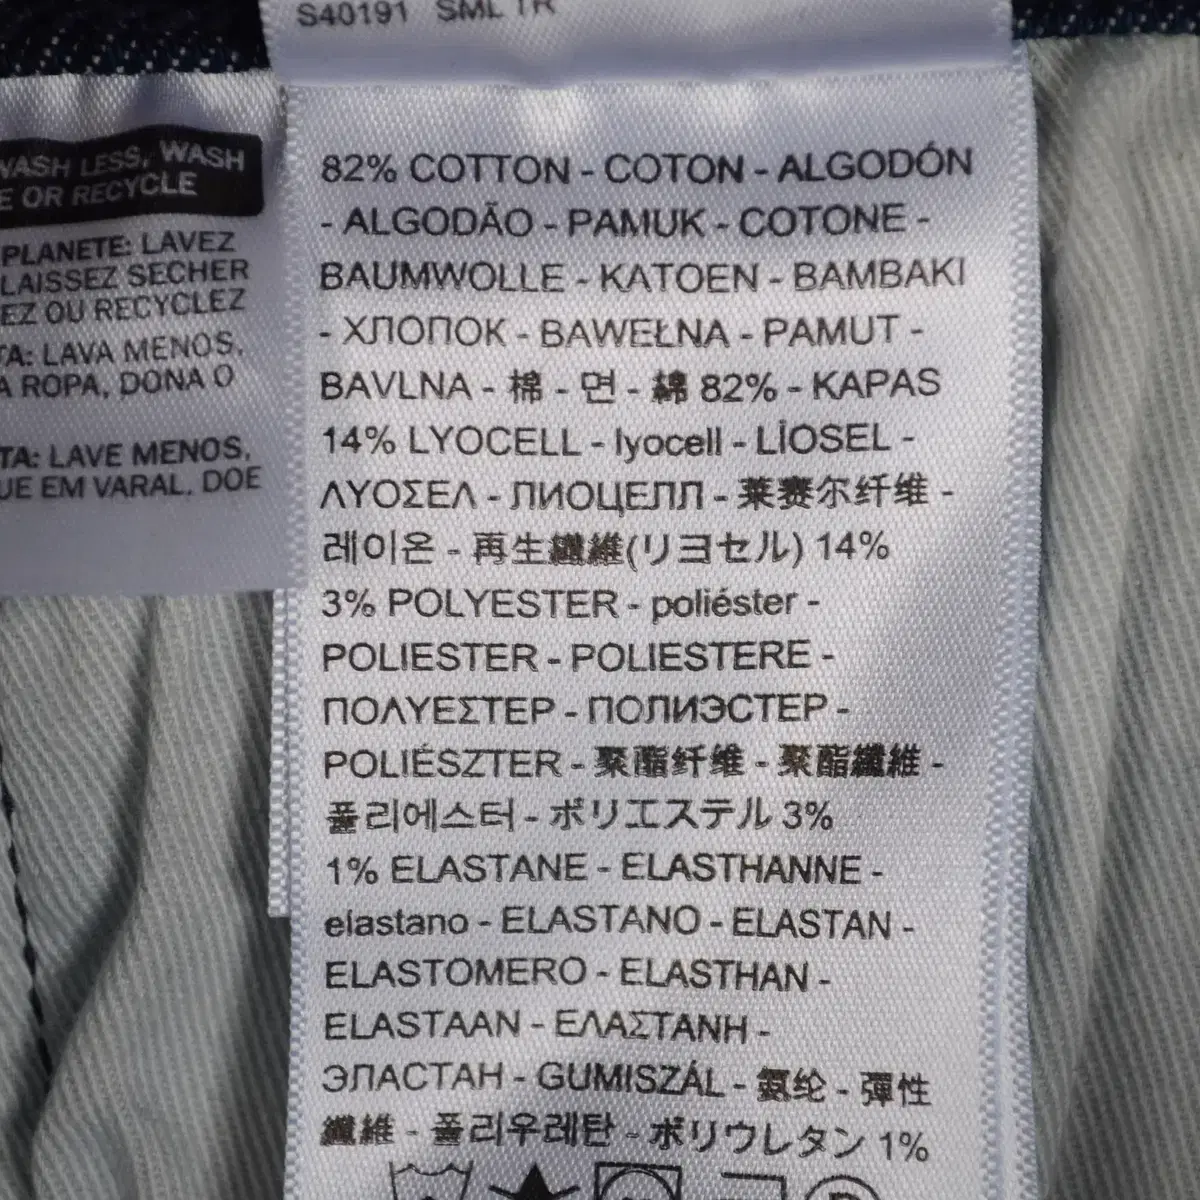 S40191 SML TR
WASH LESS, WASH
E OR RECYCLE
PLANETE: LAVEZ
LAISSEZ SECHER
EZ OU RECYCLEZ
TA: LAVA MENOS,
A ROPA, DONA O
TA: LAVE MENOS,
UE EM VARAL, DOE
82% COTTON - COTON - ALGODÓN
- ALGODÃO - PAMUK - COTONE -
BAUMWOLLE - KATOEN - BAMBAKI
- ХЛОПОК - BAWEŁNA - PAMUT -
BAVLNA - 棉 - 면 - 綿 82% - KAPAS
14% LYOCELL - lyocell - LİOSEL -
ΛΥΟΣΕΛ - ЛИОЦЕЛЛ - 莱赛尔纤维 -
레이온 - 再生繊維(リヨセル) 14%
3% POLYESTER - poliéster -
POLIESTER - POLIESTERE -
ΠΟΛΥΕΣΤΕΡ - ПОЛИЭСТЕР -
POLIÉSZTER - 聚酯纤维 - 聚酯纖維 -
폴리에스터 - ポリエステル 3%
1% ELASTANE - ELASTHANNE -
elastano - ELASTANO - ELASTAN -
ELASTOMERO - ELASTHAN -
ELASTAAN - ΕΛΑΣΤΑΝΗ -
ЭЛАСТАН - GUMISZÁL - 氨纶 - 彈性
纖維 - 폴리우레탄 - ポリウレタン 1%